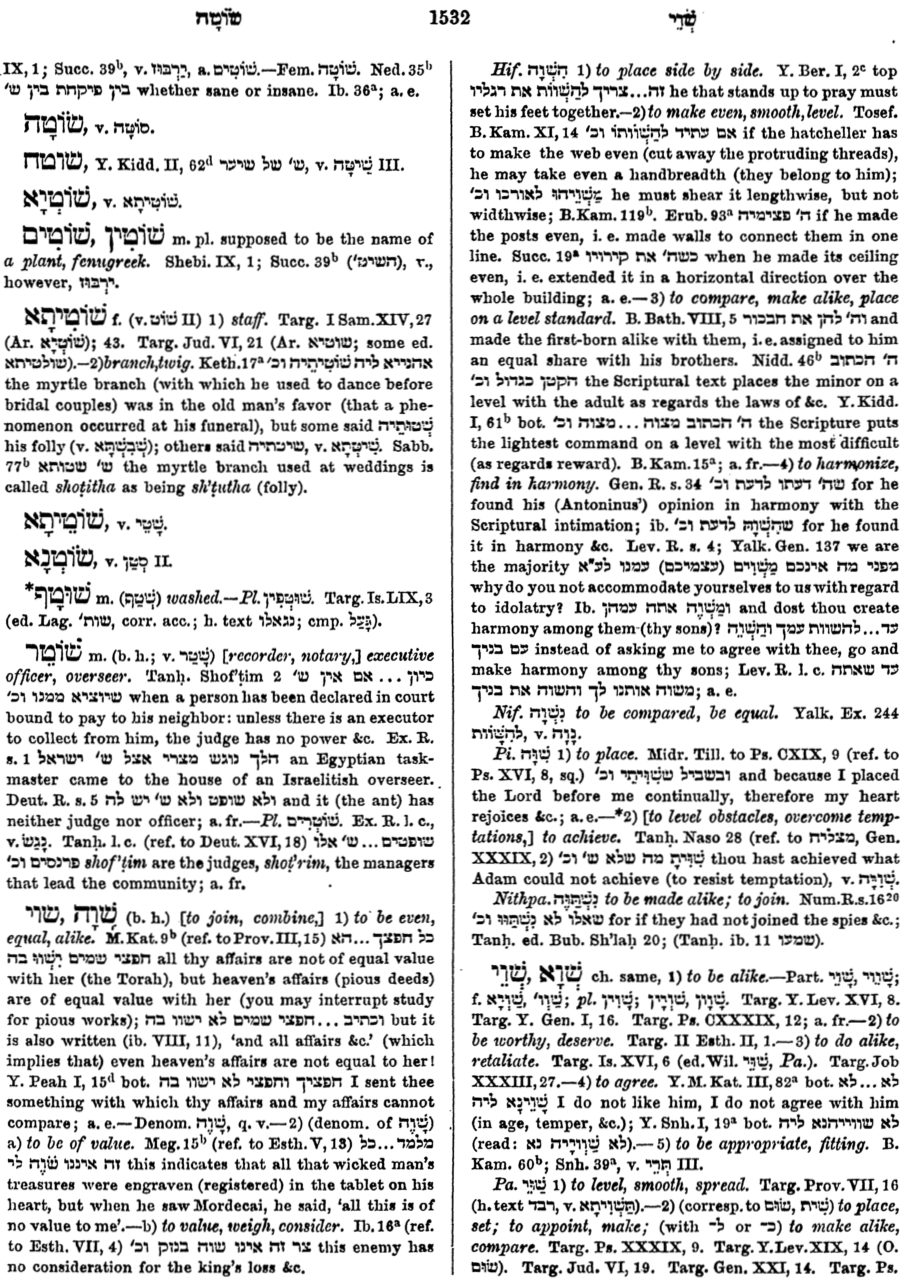 שׁוֹטָה
1532
שְׁוֵי
IX, 1; Succ. 39ᵇ, v. יַרְבּוּז, a. שׁוֹטִים.—Fem. שׁוֹטָה. Ned. 35ᵇ
בין פיקחת בין ש׳ whether sane or insane. Ib. 36ᵃ; a. e.
שׁוֹטָה, v. סוֹטָה.
שוטח, Y. Kidd. II, 62ᵈ ש׳ של שיער, v. שִׁיטָה III.
שׁוֹטְיָא, v. שׁוֹטִיתָא.
שׁוֹטִין, שׁוֹטִים m. pl. supposed to be the name of
a plant, fenugreek. Shebi. IX, 1; Succ. 39ᵇ (השיטי׳), v.,
however, יַרְבּוּז.
שׁוֹטִיתָא f. (v. שׁוּט II) 1) staff. Targ. I Sam. XIV, 27
(Ar. שׁוֹטְיָא); 43. Targ. Jud. VI, 21 (Ar. שוטיא; some ed.
שולטיתא).—2) branch, twig. Keth. 17ᵃ אהנייא ליה שׁוֹטִיתֵיה וכ׳
the myrtle branch (with which he used to dance before
bridal couples) was in the old man's favor (that a phe-
nomenon occurred at his funeral), but some said שְׁטוּתֵיה
his folly (v. שְׁבִשְׁתָּא); others said שיטתיה, v. שִׁיטְתָא. Sabb.
77ᵇ ש׳ שטותא the myrtle branch used at weddings is
called shoṭitha as being sh'ṭutha (folly).
שׁוֹטֵיתָא, v. שָׁטֵי.
שׁוֹטְנָא, v. סְטַן II.
*שׁוּטָף m. (שְׁטַף) washed.—Pl. שׁוּטְפִין. Targ. Is. LIX, 3
(ed. Lag. שות׳, corr. acc.; h. text נגאלו; cmp. גָּעַל).
שׁוֹטֵר m. (b. h.; v. שָׁטַר) [recorder, notary,] executive
officer, overseer. Tanḥ. Shof'ṭim 2 כיון ... אם אין ש׳
שיוציא ממנו וכ׳ when a person has been declared in court
bound to pay to his neighbor: unless there is an executor
to collect from him, the judge has no power &c. Ex. R.
s. 1 הלך נוגש מצרי אצל ש׳ ישראל an Egyptian task-
master came to the house of an Israelitish overseer.
Deut. R. s. 5 ולא שופט ולא ש׳ יש לה and it (the ant) has
neither judge nor officer; a. fr.—Pl. שׁוֹטְרִים. Ex. R. l. c.,
v. נָגַשׂ. Tanḥ. l. c. (ref. to Deut. XVI, 18) שופטים ... ש׳ אלו
פרנסים וכ׳ shof'ṭim are the judges, shoṭ'rim, the managers
that lead the community; a. fr.
שָׁוָה, שוי (b. h.) [to join, combine,] 1) to be even,
equal, alike. M. Kat. 9ᵇ (ref. to Prov. III, 15) כל חפצך ... הא
חפצי שמים יִשְׁווּ בה all thy affairs are not of equal value
with her (the Torah), but heaven's affairs (pious deeds)
are of equal value with her (you may interrupt study
for pious works); וכתיב ... חפצי שמים לא ישוו בה but it
is also written (ib. VIII, 11), 'and all affairs &c.' (which
implies that) even heaven's affairs are not equal to her!
Y. Peah I, 15ᵈ bot. חפציך וחפצי לא ישוו בה I sent thee
something with which thy affairs and my affairs cannot
compare; a. e.—Denom. שָׁוֶה, q. v.—2) (denom. of שָׁוֶה)
a) to be of value. Meg. 15ᵇ (ref. to Esth. V, 13) מלמד ... כל
זה איננו שׁוֶֹה לי this indicates that all that wicked man's
treasures were engraven (registered) in the tablet on his
heart, but when he saw Mordecai, he said, 'all this is of
no value to me'.—b) to value, weigh, consider. Ib. 16ᵃ (ref.
to Esth. VII, 4) צר זה אינו שוה בנזק וכ׳ this enemy has
no consideration for the king's loss &c.
Hif. הִשְׁוָה 1) to place side by side. Y. Ber. I, 2ᶜ top
זה...צריך לְהַשְׁווֹת את רגליו he that stands up to pray must
set his feet together.—2) to make even, smooth, level. Tosef.
B. Kam. XI, 14 אם עתיד לְהַשְׁווֹתוֹ וכ׳ if the hatcheller has
to make the web even (cut away the protruding threads),
he may take even a handbreadth (they belong to him);
מַשְׁוֵיהוּ לאורכו וכ׳ he must shear it lengthwise, but not
widthwise; B. Kam. 119ᵇ. Erub. 93ᵃ ה׳ פצימיה if he made
the posts even, i. e. made walls to connect them in one
line. Succ. 19ᵃ כשה׳ את קירויו when he made its ceiling
even, i. e. extended it in a horizontal direction over the
whole building; a. e.—3) to compare, make alike, place
on a level standard. B. Bath. VIII, 5 וה׳ להן את הבכור and
made the first-born alike with them, i. e. assigned to him
an equal share with his brothers. Nidd. 46ᵇ ה׳ הכתוב
הקטן כגדול וכ׳ the Scriptural text places the minor on a
level with the adult as regards the laws of &c. Y. Kidd.
I, 61ᵇ bot. ה׳ הכתוב מצוה ... מצוה וכ׳ the Scripture puts
the lightest command on a level with the most difficult
(as regards reward). B. Kam. 15ᵃ; a. fr.—4) to harmonize,
find in harmony. Gen. R. s. 34 שה׳ דעתו לדעת וכ׳ for he
found his (Antoninus') opinion in harmony with the
Scriptural intimation; ib. שהִשְׁוָהּ לדעת וכ׳ for he found
it in harmony &c. Lev. R. s. 4; Yalk. Gen. 137 we are
the majority מפני מה אינכם מַשְׁוִים (עצמיכם) עמנו לע״א
why do you not accommodate yourselves to us with regard
to idolatry? Ib. ומַשְׁוֶה אתה עמהן and dost thou create
harmony among them (thy sons)? עד...להשוות עמך והַשְׁוֵה
עם בניך instead of asking me to agree with thee, go and
make harmony among thy sons; Lev. R. l. c. עד שאתה
משוה אותנו לך והשוה את בניך; a. e.
Nif. נִשְׁוָה to be compared, be equal. Yalk. Ex. 244
לְהִשָּׁווֹת, v. נָוָה.
Pi. שִׁוָּה 1) to place. Midr. Till. to Ps. CXIX, 9 (ref. to
Ps. XVI, 8, sq.) ובשביל ששִׁוִּיתִי וכ׳ and because I placed
the Lord before me continually, therefore my heart
rejoices &c.; a. e.—*2) [to level obstacles, overcome temp-
tations,] to achieve. Tanḥ. Naso 28 (ref. to מצליח, Gen.
XXXIX, 2) שִׁוִּיתָ מה שלא ש׳ וכ׳ thou hast achieved what
Adam could not achieve (to resist temptation), v. שְׁוִיָּה.
Nithpa. נִשְׁתַּוֶּה to be made alike; to join. Num. R. s. 16²⁰
שאלו לא נִשְׁתַּוּוּ וכ׳ for if they had not joined the spies &c.;
Tanḥ. ed. Bub. Sh'laḥ 20; (Tanḥ. ib. 11 שמעו).
שְׁוָא, שְׁוֵי ch. same, 1) to be alike.—Part. שָׁוֵי, שָׁוֵוי;
f. שָׁוְיָא, שָׁוְו׳; pl. שָׁוַיִן, שָׁוְיָן, שָׁוְון. Targ. Y. Lev. XVI, 8.
Targ. Y. Gen. I, 16. Targ. Ps. CXXXIX, 12; a. fr.—2) to
be worthy, deserve. Targ. II Esth. II, 1.—3) to do alike,
retaliate. Targ. Is. XVI, 6 (ed. Wil. שַׁוֵּי, Pa.). Targ. Job
XXXIII, 27.—4) to agree. Y. M. Kat. III, 82ᵃ bot. לא ... לא
שָׁוֵינָא ליה I do not like him, I do not agree with him
(in age, temper, &c.); Y. Snh. I, 19ᵃ bot. לא שווייהנא ליה
(read: לא שָׁוֵויָיה נא).—5) to be appropriate, fitting. B.
Kam. 60ᵇ; Snh. 39ᵃ, v. תְּרֵי III.
Pa. שַׁוֵּי 1) to level, smooth, spread. Targ. Prov. VII, 16
(h. text רבד, v. תַּשְׁוִיתָא).—2) (corresp. to שׁוּם, שִׁית) to place,
set; to appoint, make; (with ל־ or כ־) to make alike,
compare. Targ. Ps. XXXIX, 9. Targ. Y. Lev. XIX, 14 (O.
שׂוּם). Targ. Jud. VI, 19. Targ. Gen. XXI, 14. Targ. Ps.